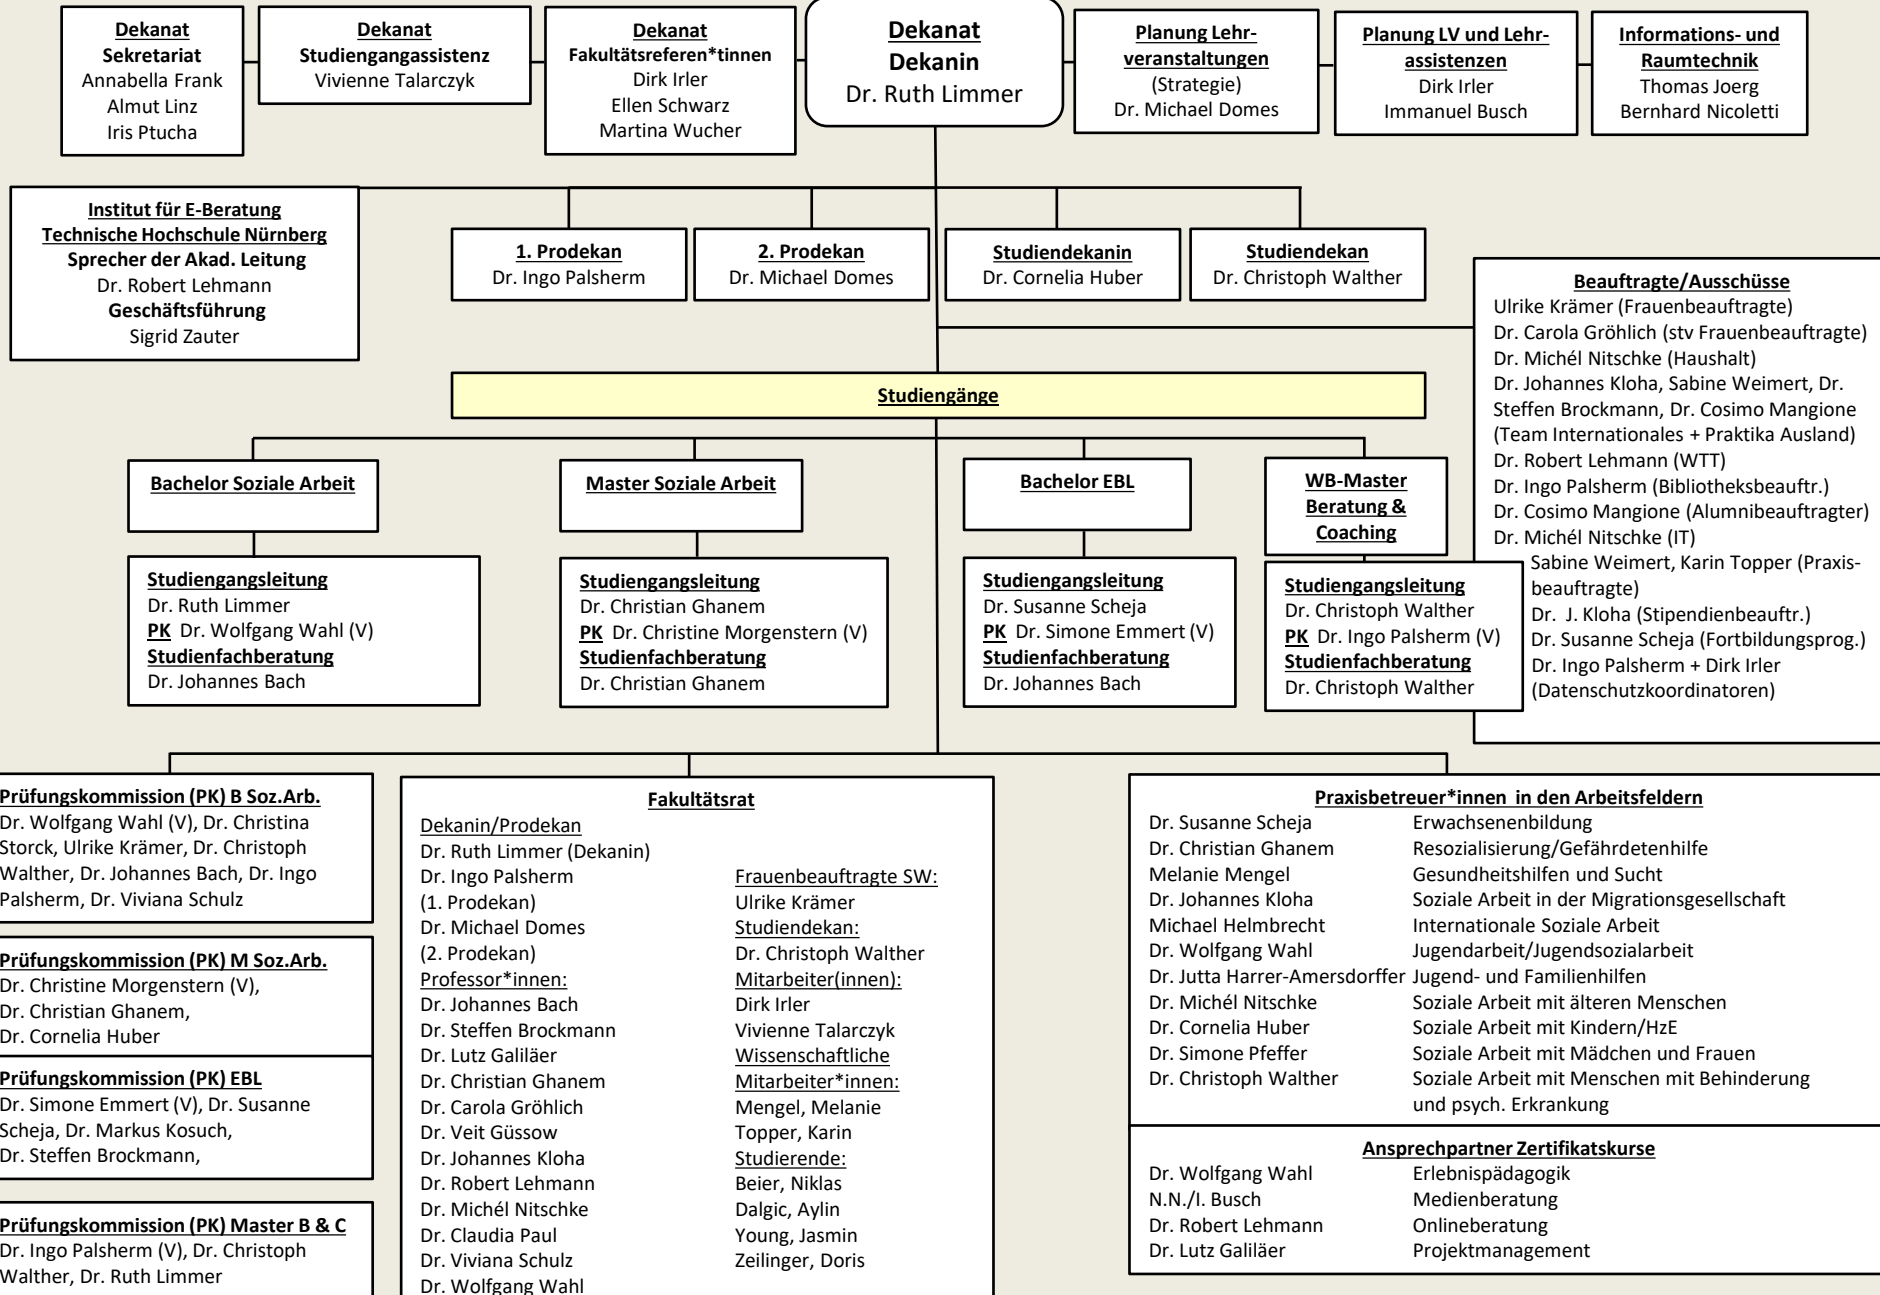 Dekanat
Sekretariat
Annabella Frank
Almut Linz
Iris Ptucha
Dekanat
Studiengangassistenz
Vivienne Talarczyk
Dekanat
Fakultätsreferen*tinnen
Dirk Irler
Ellen Schwarz
Martina Wucher
Dekanat
Dekanin
Dr. Ruth Limmer
Planung Lehr-
veranstaltungen
(Strategie)
Dr. Michael Domes
Planung LV und Lehr-
assistenzen
Dirk Irler
Immanuel Busch
Informations- und
Raumtechnik
Thomas Joerg
Bernhard Nicoletti
Institut für E-Beratung
Technische Hochschule Nürnberg
Sprecher der Akad. Leitung
Dr. Robert Lehmann
Geschäftsführung
Sigrid Zauter
1. Prodekan
Dr. Ingo Palsherm
2. Prodekan
Dr. Michael Domes
Studiendekanin
Dr. Cornelia Huber
Studiendekan
Dr. Christoph Walther
Beauftragte/Ausschüsse
Ulrike Krämer (Frauenbeauftragte)
Dr. Carola Gröhlich (stv Frauenbeauftragte)
Dr. Michél Nitschke (Haushalt)
Dr. Johannes Kloha, Sabine Weimert, Dr.
Steffen Brockmann, Dr. Cosimo Mangione
(Team Internationales + Praktika Ausland)
Dr. Robert Lehmann (WTT)
Dr. Ingo Palsherm (Bibliotheksbeauftr.)
Dr. Cosimo Mangione (Alumnibeauftragter)
Dr. Michél Nitschke (IT)
Sabine Weimert, Karin Topper (Praxis-
beauftragte)
Dr. J. Kloha (Stipendienbeauftr.)
Dr. Susanne Scheja (Fortbildungsprog.)
Dr. Ingo Palsherm + Dirk Irler
(Datenschutzkoordinatoren)
Studiengänge
Bachelor Soziale Arbeit
Studiengangsleitung
Dr. Ruth Limmer
PK Dr. Wolfgang Wahl (V)
Studienfachberatung
Dr. Johannes Bach
Master Soziale Arbeit
Studiengangsleitung
Dr. Christian Ghanem
PK Dr. Christine Morgenstern (V)
Studienfachberatung
Dr. Christian Ghanem
Bachelor EBL
Studiengangsleitung
Dr. Susanne Scheja
PK Dr. Simone Emmert (V)
Studienfachberatung
Dr. Johannes Bach
WB-Master
Beratung &
Coaching
Studiengangsleitung
Dr. Christoph Walther
PK Dr. Ingo Palsherm (V)
Studienfachberatung
Dr. Christoph Walther
Prüfungskommission (PK) B Soz.Arb.
Dr. Wolfgang Wahl (V), Dr. Christina
Storck, Ulrike Krämer, Dr. Christoph
Walther, Dr. Johannes Bach, Dr. Ingo
Palsherm, Dr. Viviana Schulz
Prüfungskommission (PK) M Soz.Arb.
Dr. Christine Morgenstern (V),
Dr. Christian Ghanem,
Dr. Cornelia Huber
Prüfungskommission (PK) EBL
Dr. Simone Emmert (V), Dr. Susanne
Scheja, Dr. Markus Kosuch,
Dr. Steffen Brockmann,
Prüfungskommission (PK) Master B & C
Dr. Ingo Palsherm (V), Dr. Christoph
Walther, Dr. Ruth Limmer
Fakultätsrat
Dekanin/Prodekan
Dr. Ruth Limmer (Dekanin)
Dr. Ingo Palsherm
(1. Prodekan)
Dr. Michael Domes
(2. Prodekan)
Professor*innen:
Dr. Johannes Bach
Dr. Steffen Brockmann
Dr. Lutz Galiläer
Dr. Christian Ghanem
Dr. Carola Gröhlich
Dr. Veit Güssow
Dr. Johannes Kloha
Dr. Robert Lehmann
Dr. Michél Nitschke
Dr. Claudia Paul
Dr. Viviana Schulz
Dr. Wolfgang Wahl
Frauenbeauftragte SW:
Ulrike Krämer
Studiendekan:
Dr. Christoph Walther
Mitarbeiter(innen):
Dirk Irler
Vivienne Talarczyk
Wissenschaftliche
Mitarbeiter*innen:
Mengel, Melanie
Topper, Karin
Studierende:
Beier, Niklas
Dalgic, Aylin
Young, Jasmin
Zeilinger, Doris
Praxisbetreuer*innen in den Arbeitsfeldern
Dr. Susanne Scheja Erwachsenenbildung
Dr. Christian Ghanem Resozialisierung/Gefährdetenhilfe
Melanie Mengel Gesundheitshilfen und Sucht
Dr. Johannes Kloha Soziale Arbeit in der Migrationsgesellschaft
Michael Helmbrecht Internationale Soziale Arbeit
Dr. Wolfgang Wahl Jugendarbeit/Jugendsozialarbeit
Dr. Jutta Harrer-Amersdorffer Jugend- und Familienhilfen
Dr. Michél Nitschke Soziale Arbeit mit älteren Menschen
Dr. Cornelia Huber Soziale Arbeit mit Kindern/HzE
Dr. Simone Pfeffer Soziale Arbeit mit Mädchen und Frauen
Dr. Christoph Walther Soziale Arbeit mit Menschen mit Behinderung
und psych. Erkrankung
Ansprechpartner Zertifikatskurse
Dr. Wolfgang Wahl Erlebnispädagogik
N.N./I. Busch Medienberatung
Dr. Robert Lehmann Onlineberatung
Dr. Lutz Galiläer Projektmanagement